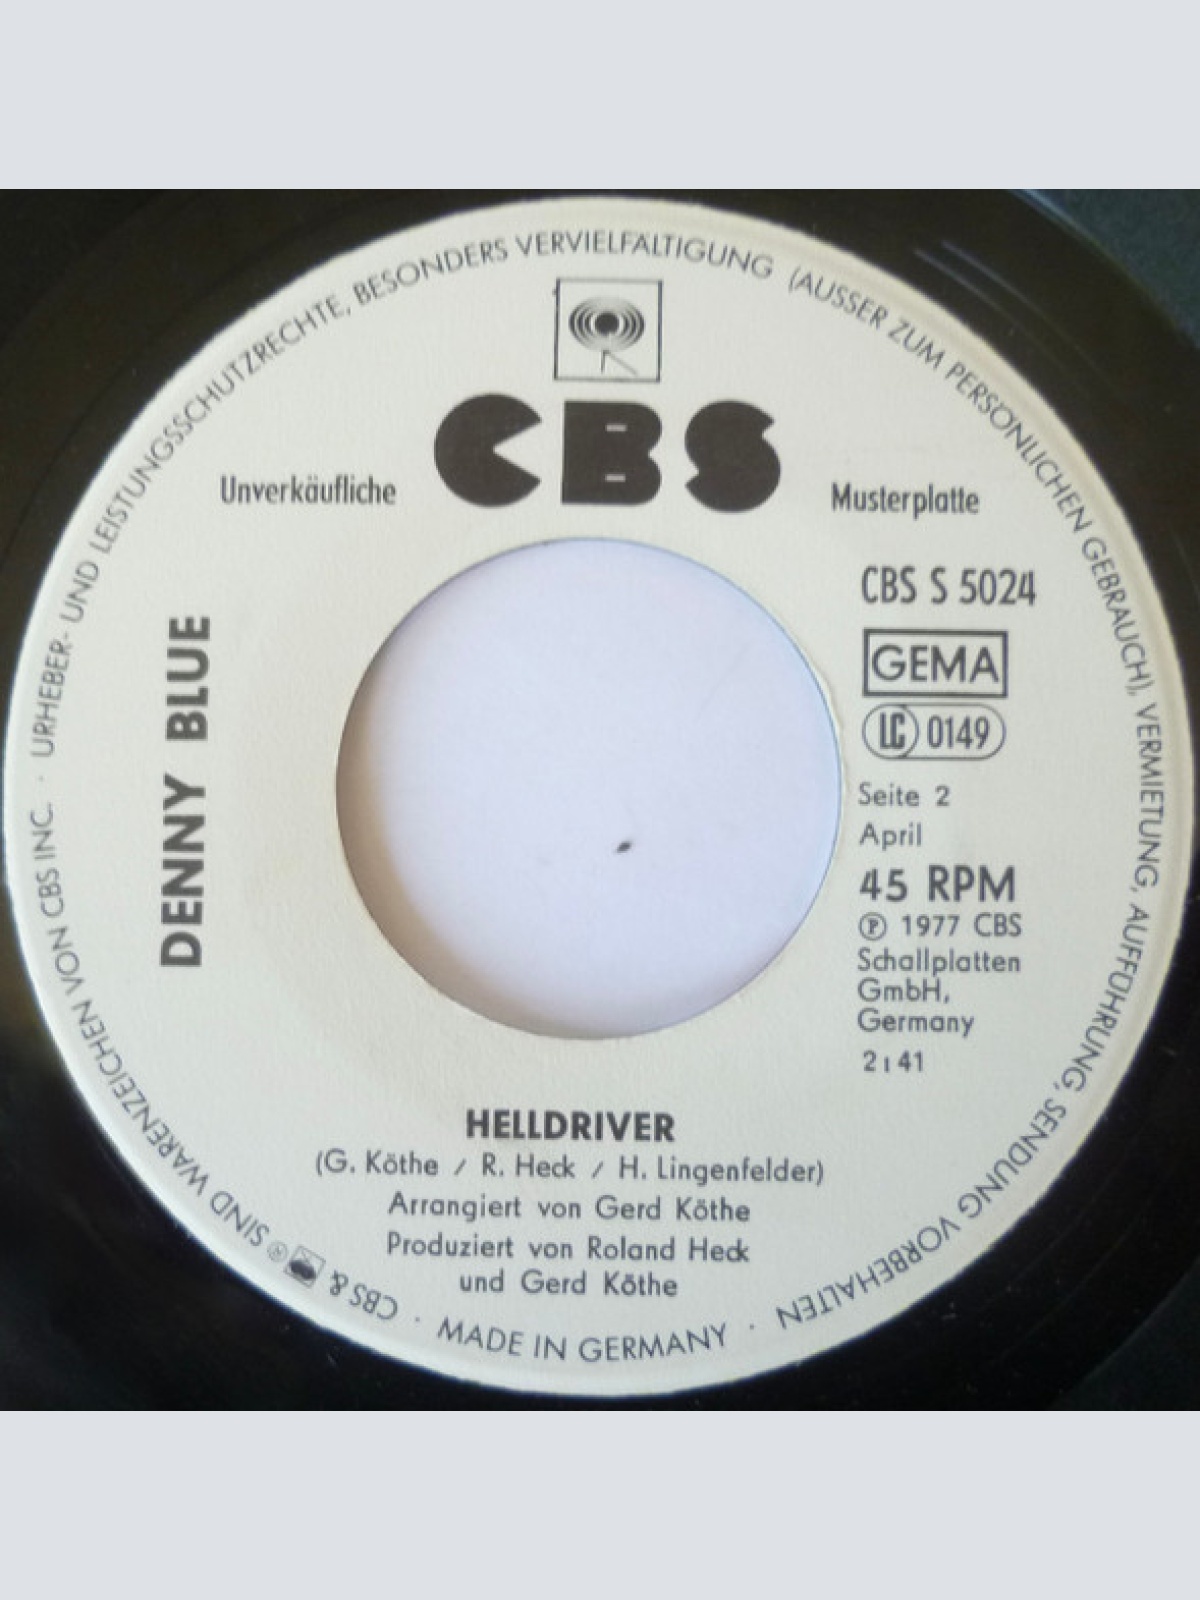 URHEBER- UND LEISTUNGSSCHUTZRECHTE, BESONDERS VERVIELFÄLTIGUNG (AUSSER ZUM PERSÖNLICHEN GEBRAUCH), VERMIETUNG, AUFFÜHRUNG, SENDUNG VORBEHALTEN · MADE IN GERMANY · CBS & ® SIND WARENZEICHEN VON CBS INC. ·
CBS
Unverkäufliche
Musterplatte
DENNY BLUE
CBS S 5024
GEMA
LC 0149
Seite 2
April
45 RPM
℗ 1977 CBS
Schallplatten
GmbH,
Germany
2:41
HELLDRIVER
(G. Köthe / R. Heck / H. Lingenfelder)
Arrangiert von Gerd Köthe
Produziert von Roland Heck
und Gerd Köthe